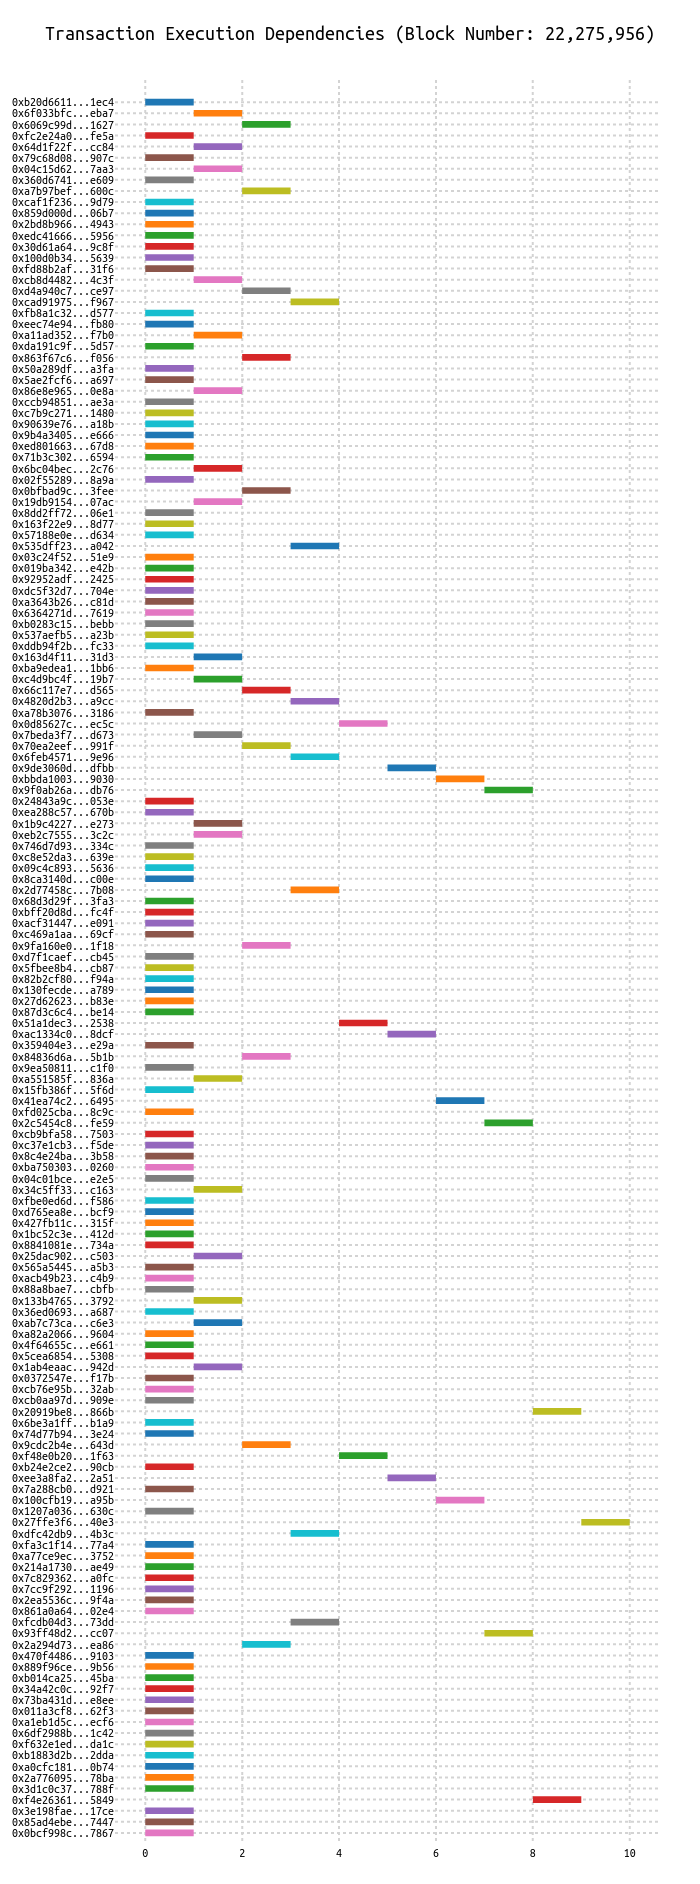 Transaction Execution Dependencies (Block Number: 22,275,956)
0xb20d6611...1ec4
0x6f033bfc...eba7
0x6069c99d...1627
0xfc2e24a0...fe5a
0x64d1f22f...cc84
0x79c68d08...907c
0x04c15d62...7aa3
0x360d6741...e609
0xa7b97bef...600c
0xcaf1f236...9d79
0x859d000d...06b7
0x2bd8b966...4943
0xedc41666...5956
0x30d61a64...9c8f
0x100d0b34...5639
0xfd88b2af...31f6
0xcb8d4482...4c3f
0xd4a940c7...ce97
0xcad91975...f967
0xfb8a1c32...d577
0xeec74e94...fb80
0xa11ad352...f7b0
0xda191c9f...5d57
0x863f67c6...f056
0x50a289df...a3fa
0x5ae2fcf6...a697
0x86e8e965...0e8a
0xccb94851...ae3a
0xc7b9c271...1480
0x90639e76...a18b
0x9b4a3405...e666
0xed801663...67d8
0x71b3c302...6594
0x6bc04bec...2c76
0x02f55289...8a9a
0x0bfbad9c...3fee
0x19db9154...07ac
0x8dd2ff72...06e1
0x163f22e9...8d77
0x57188e0e...d634
0x535dff23...a042
0x03c24f52...51e9
0x019ba342...e42b
0x92952adf...2425
0xdc5f32d7...704e
0xa3643b26...c81d
0x6364271d...7619
0xb0283c15...bebb
0x537aefb5...a23b
0xddb94f2b...fc33
0x163d4f11...31d3
0xba9edea1...1bb6
0xc4d9bc4f...19b7
0x66c117e7...d565
0x4820d2b3...a9cc
0xa78b3076...3186
0x0d85627c...ec5c
0x7beda3f7...d673
0x70ea2eef...991f
0x6feb4571...9e96
0x9de3060d...dfbb
0xbbda1003...9030
0x9f0ab26a...db76
0x24843a9c...053e
0xea288c57...670b
0x1b9c4227...e273
0xeb2c7555...3c2c
0x746d7d93...334c
0xc8e52da3...639e
0x09c4c893...5636
0x8ca3140d...c00e
0x2d77458c...7b08
0x68d3d29f...3fa3
0xbff20d8d...fc4f
0xacf31447...e091
0xc469a1aa...69cf
0x9fa160e0...1f18
0xd7f1caef...cb45
0x5fbee8b4...cb87
0x82b2cf80...f94a
0x130fecde...a789
0x27d62623...b83e
0x87d3c6c4...be14
0x51a1dec3...2538
0xac1334c0...8dcf
0x359404e3...e29a
0x84836d6a...5b1b
0x9ea50811...c1f0
0xa551585f...836a
0x15fb386f...5f6d
0x41ea74c2...6495
0xfd025cba...8c9c
0x2c5454c8...fe59
0xcb9bfa58...7503
0xc37e1cb3...f5de
0x8c4e24ba...3b58
0xba750303...0260
0x04c01bce...e2e5
0x34c5ff33...c163
0xfbe0ed6d...f586
0xd765ea8e...bcf9
0x427fb11c...315f
0x1bc52c3e...412d
0x8841081e...734a
0x25dac902...c503
0x565a5445...a5b3
0xacb49b23...c4b9
0x88a8bae7...cbfb
0x133b4765...3792
0x36ed0693...a687
0xab7c73ca...c6e3
0xa82a2066...9604
0x4f64655c...e661
0x5cea6854...5308
0x1ab4eaac...942d
0x0372547e...f17b
0xcb76e95b...32ab
0xcb0aa97d...909e
0x20919be8...866b
0x6be3a1ff...b1a9
0x74d77b94...3e24
0x9cdc2b4e...643d
0xf48e0b20...1f63
0xb24e2ce2...90cb
0xee3a8fa2...2a51
0x7a288cb0...d921
0x100cfb19...a95b
0x1207a036...630c
0x27ffe3f6...40e3
0xdfc42db9...4b3c
0xfa3c1f14...77a4
0xa77ce9ec...3752
0x214a1730...ae49
0x7c829362...a0fc
0x7cc9f292...1196
0x2ea5536c...9f4a
0x861a0a64...02e4
0xfcdb04d3...73dd
0x93ff48d2...cc07
0x2a294d73...ea86
0x470f4486...9103
0x889f96ce...9b56
0xb014ca25...45ba
0x34a42c0c...92f7
0x73ba431d...e8ee
0x011a3cf8...62f3
0xa1eb1d5c...ecf6
0x6df2988b...1c42
0xf632e1ed...da1c
0xb1883d2b...2dda
0xa0cfc181...0b74
0x2a776095...78ba
0x3d1c0c37...788f
0xf4e26361...5849
0x3e198fae...17ce
0x85ad4ebe...7447
0x0bcf998c...7867
0 2 4 6 8 10